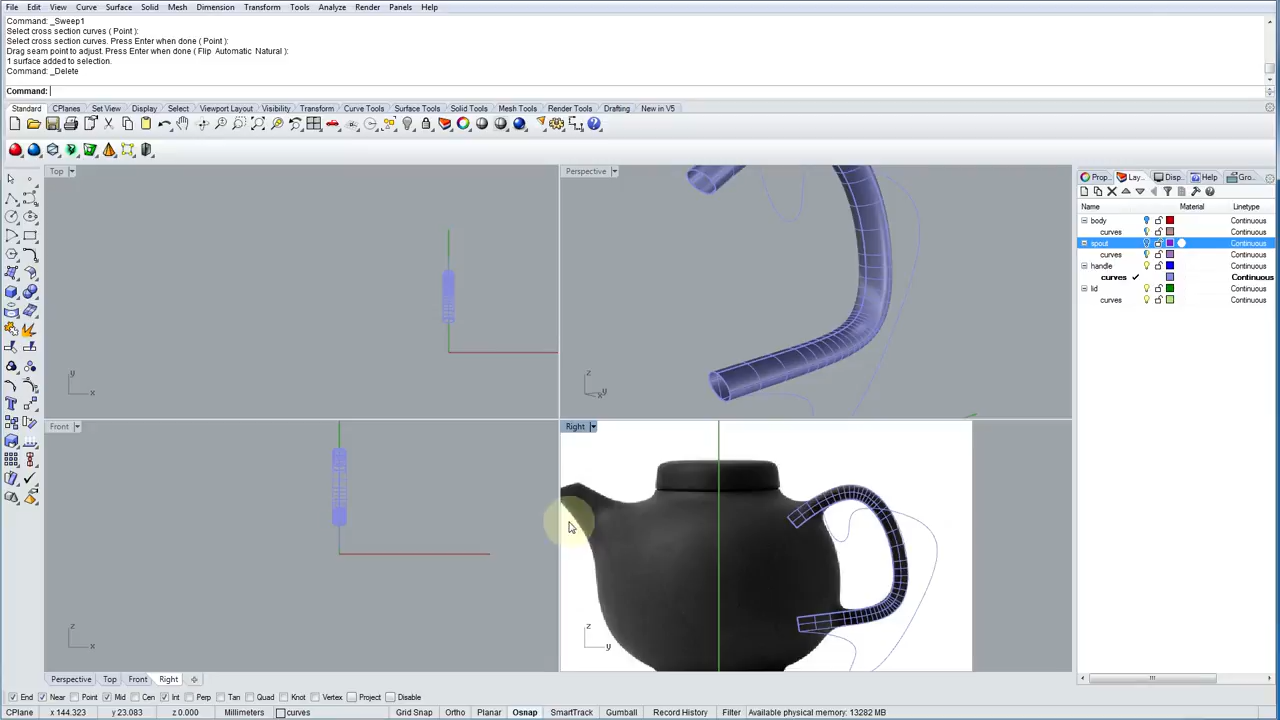 File Edit View Curve Surface Solid Mesh Dimension Transform Tools Analyze Render Panels Help
Command: _Sweep1
Select cross section curves ( Point ):
Select cross section curves. Press Enter when done ( Point ):
Drag seam point to adjust. Press Enter when done ( Flip Automatic Natural ):
1 surface added to selection.
Command: _Delete
Command:
Standard CPlanes Set View Display Select Viewport Layout Visibility Transform Curve Tools Surface Tools Solid Tools Mesh Tools Render Tools Drafting New in V5
Top
Perspective
Prop... Lay... Disp... Help Gro...
Name Material Linetype
body Continuous
curves Continuous
spout Continuous
curves Continuous
handle Continuous
curves Continuous
lid Continuous
curves Continuous
y
x
z
x y
Front
Right
z
x
z
y
Perspective Top Front Right
End Near Point Mid Cen Int Perp Tan Quad Knot Vertex Project Disable
CPlane x 144.323 y 23.083 z 0.000 Millimeters curves Grid Snap Ortho Planar Osnap SmartTrack Gumball Record History Filter Available physical memory: 13282 MB